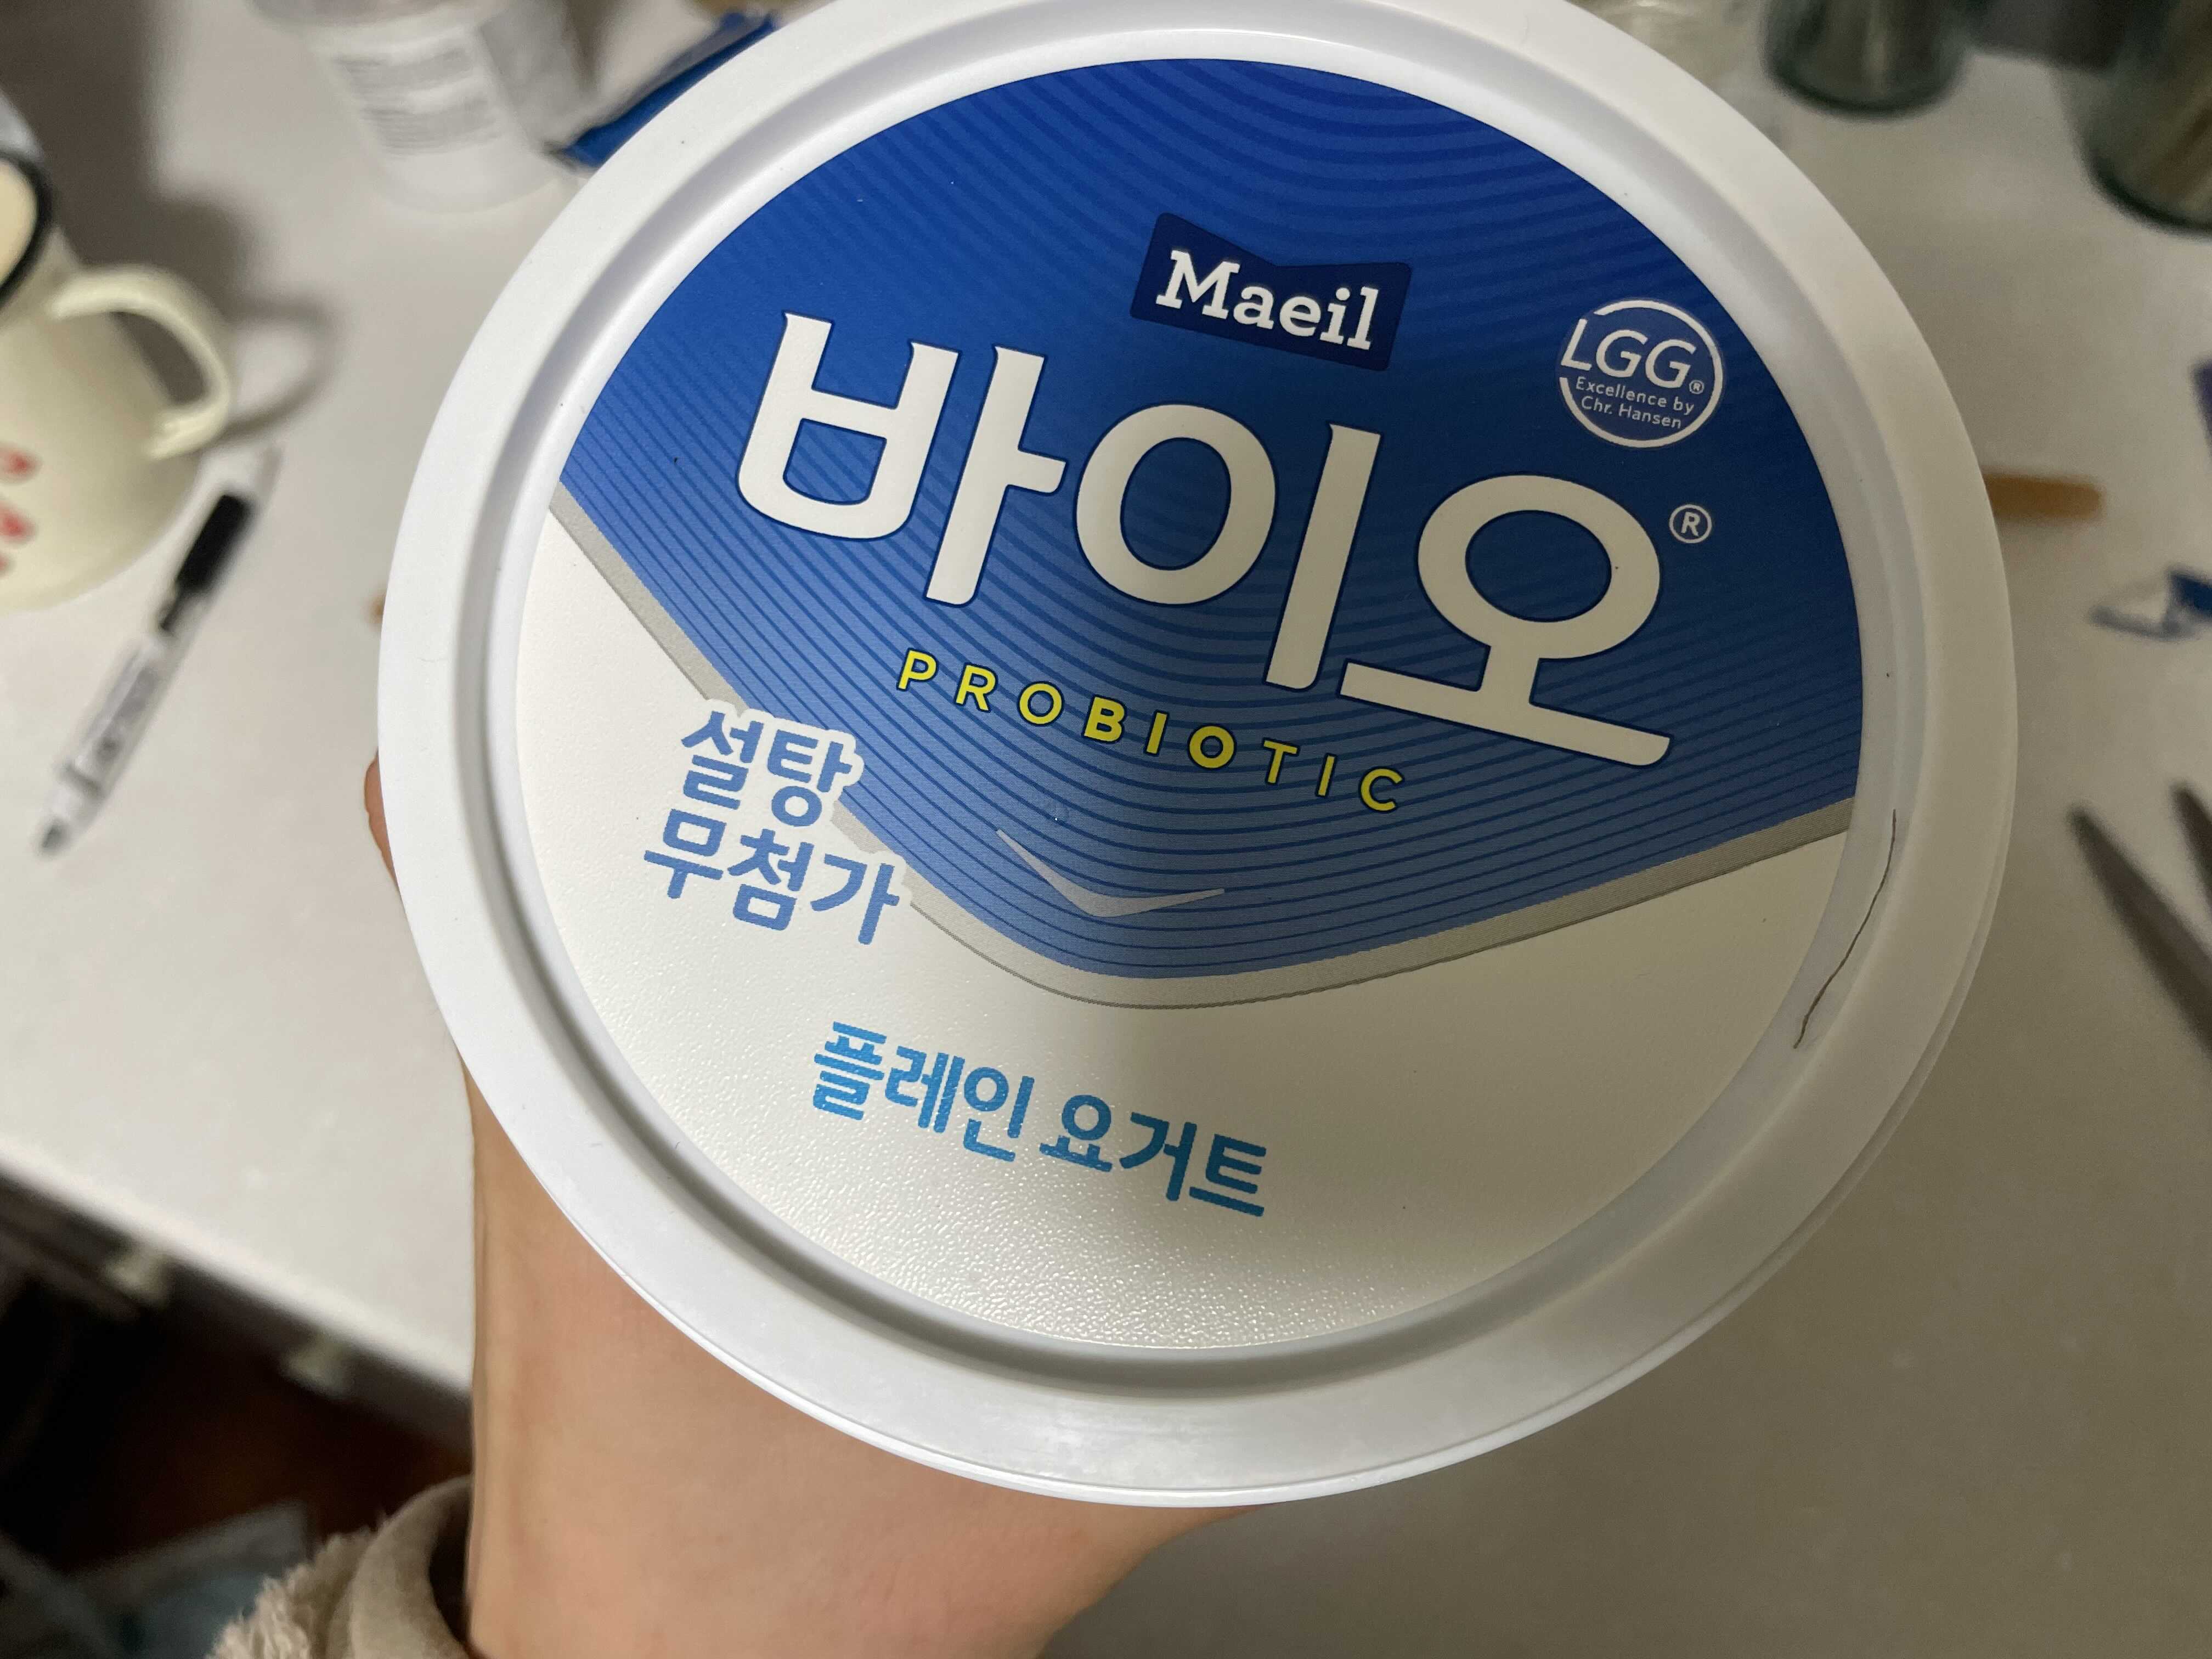 Maeil
LGG®
Excellence by
Chr. Hansen
바이오®
PROBIOTIC
설탕
무첨가
플레인 요거트